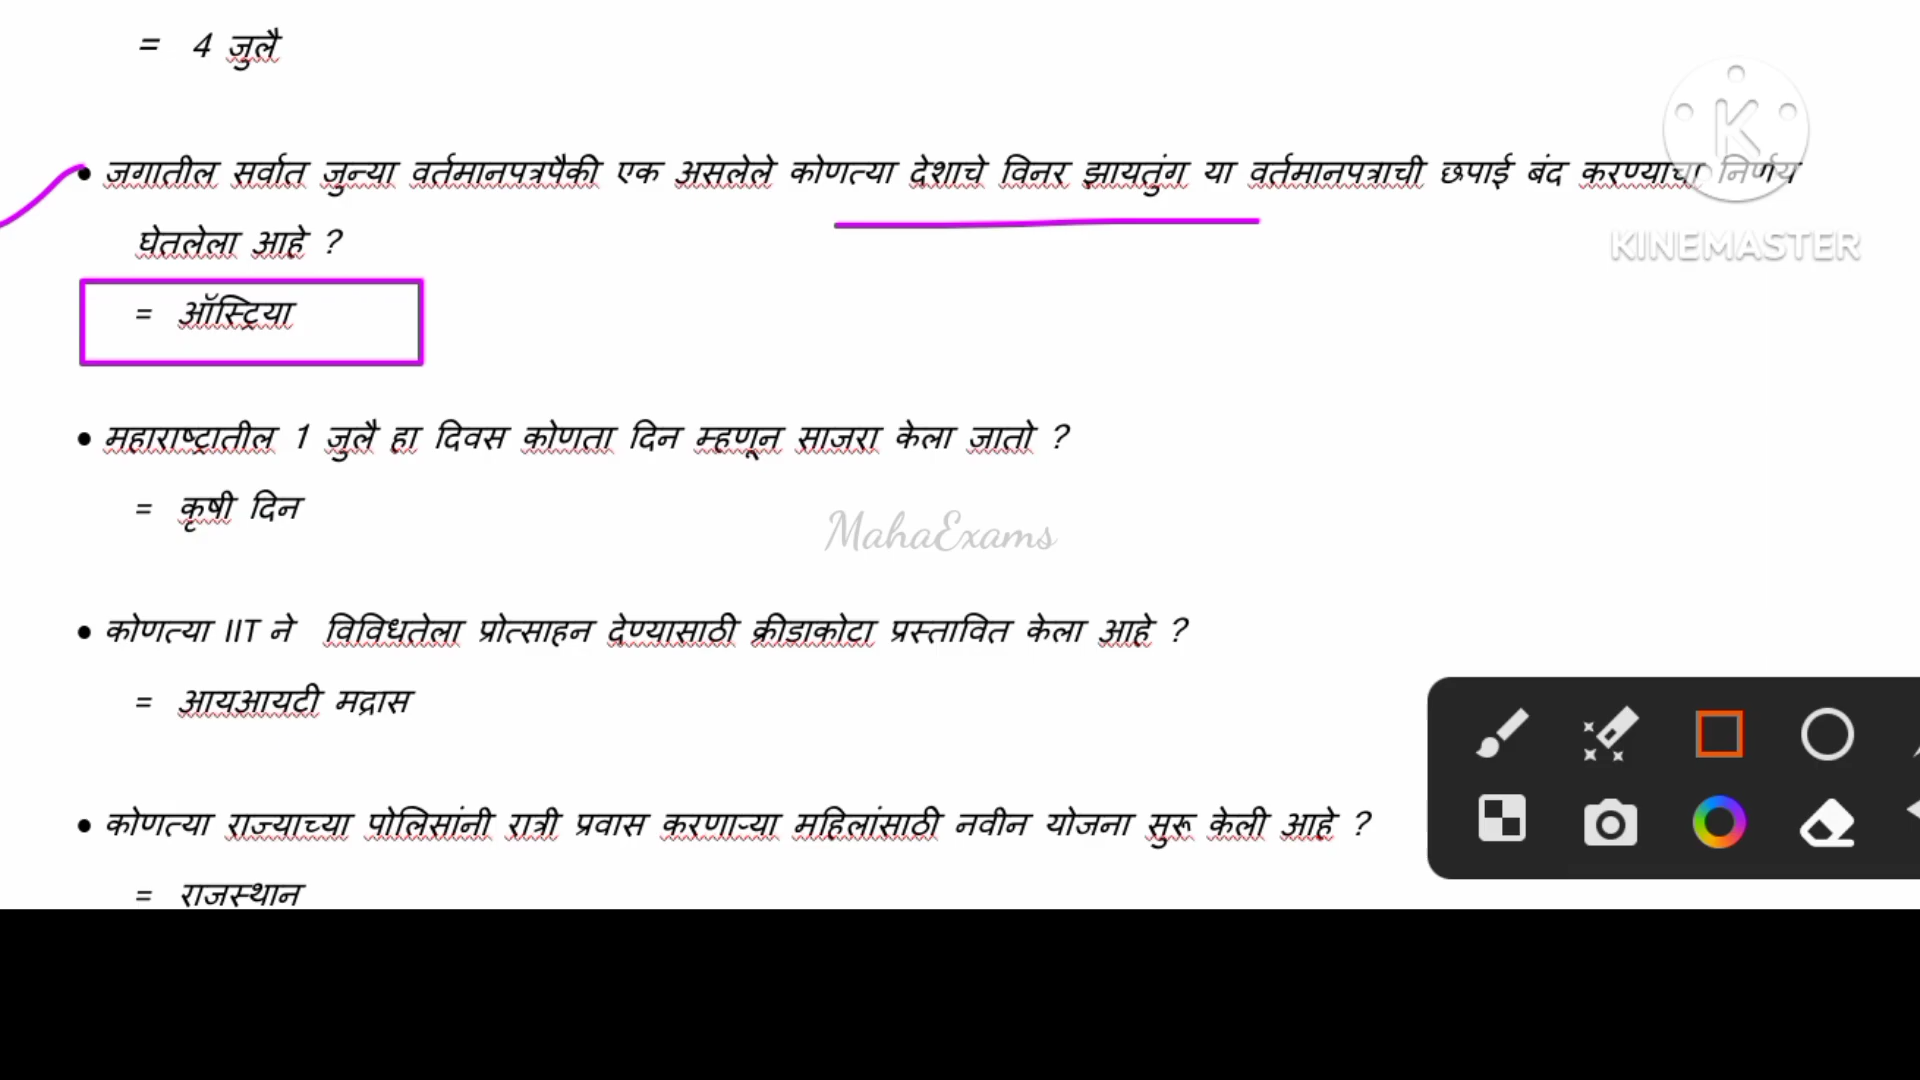 = 4 जुलै
• जगातील सर्वात जुन्या वर्तमानपत्रपैकी एक असलेले कोणत्या देशाचे विनर झायतुंग या वर्तमानपत्राची छपाई बंद करण्याचा निर्णय
घेतलेला आहे ?
= ऑस्ट्रिया
• महाराष्ट्रातील 1 जुलै हा दिवस कोणता दिन म्हणून साजरा केला जातो ?
= कृषी दिन
• कोणत्या IIT ने विविधतेला प्रोत्साहन देण्यासाठी क्रीडाकोटा प्रस्तावित केला आहे ?
= आयआयटी मद्रास
• कोणत्या राज्याच्या पोलिसांनी रात्री प्रवास करणाऱ्या महिलांसाठी नवीन योजना सुरू केली आहे ?
= राजस्थान
K
KINEMASTER
MahaExams